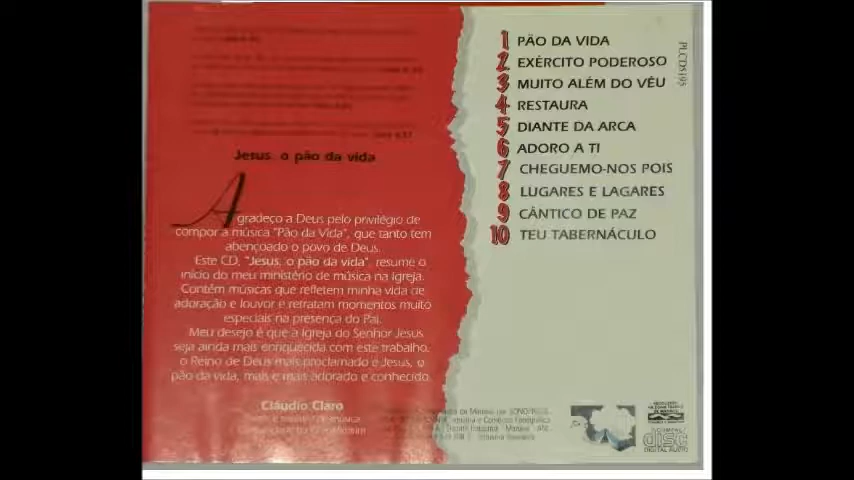 Jesus, o pão da vida
Agradeço a Deus pelo privilégio de
compor a música "Pão da Vida", que tanto tem
abençoado o povo de Deus.
Este CD, "Jesus, o pão da vida", resume o
início do meu ministério de música na Igreja.
Contém músicas que refletem minha vida de
adoração e louvor e retratam momentos muito
especiais na presença do Pai.
Meu desejo é que a Igreja do Senhor Jesus
seja ainda mais enriquecida com este trabalho,
o Reino de Deus mais proclamado e Jesus, o
pão da vida, mais e mais adorado e conhecido.
Cláudio Claro
1 PÃO DA VIDA
2 EXÉRCITO PODEROSO
3 MUITO ALÉM DO VÉU
4 RESTAURA
5 DIANTE DA ARCA
6 ADORO A TI
7 CHEGUEMO-NOS POIS
8 LUGARES E LAGARES
9 CÂNTICO DE PAZ
10 TEU TABERNÁCULO
PLCDS195
disc
DIGITAL AUDIO